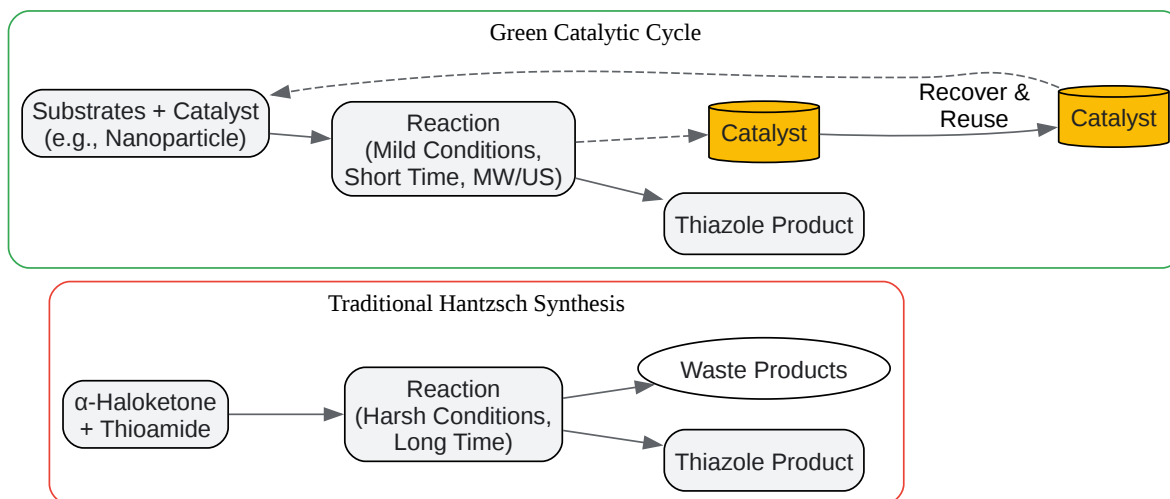 Green Catalytic Cycle
Substrates + Catalyst
(e.g., Nanoparticle)
Reaction
(Mild Conditions,
Short Time, MW/US)
Catalyst
Recover &
Reuse
Catalyst
Thiazole Product
Traditional Hantzsch Synthesis
α-Haloketone
+ Thioamide
Reaction
(Harsh Conditions,
Long Time)
Waste Products
Thiazole Product